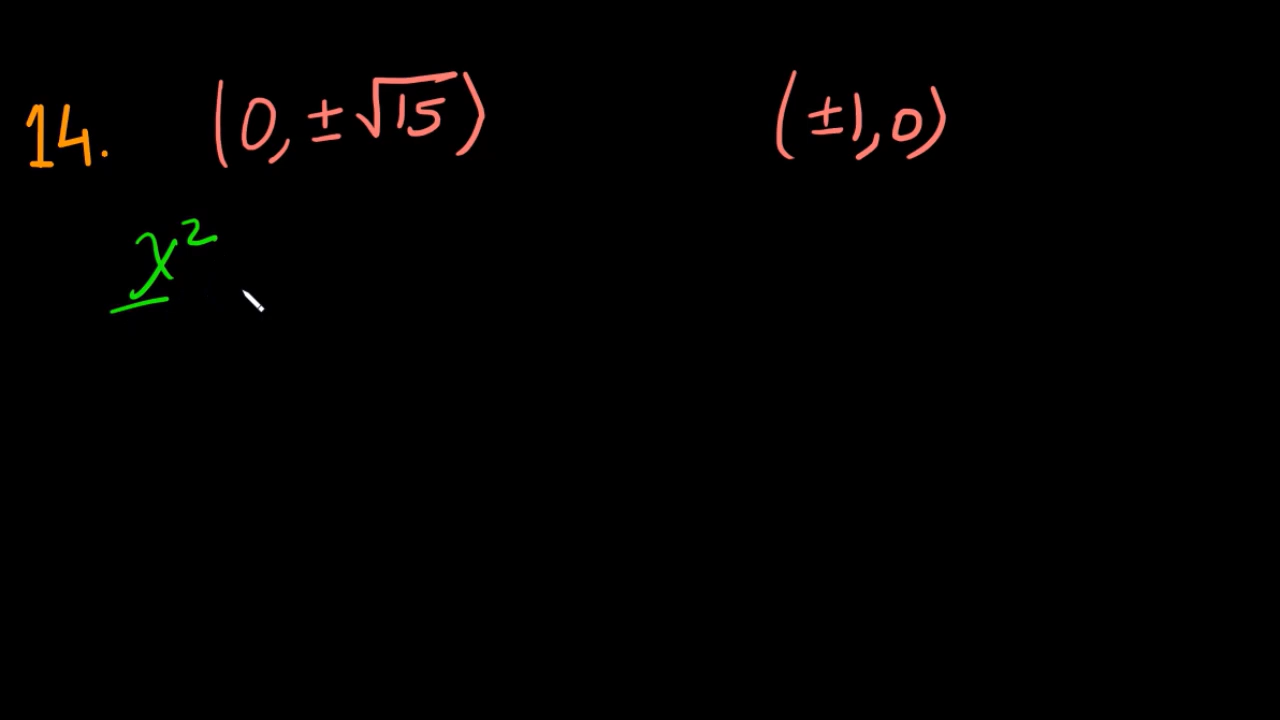 14. (0, ±√15) (±1, 0)
x²